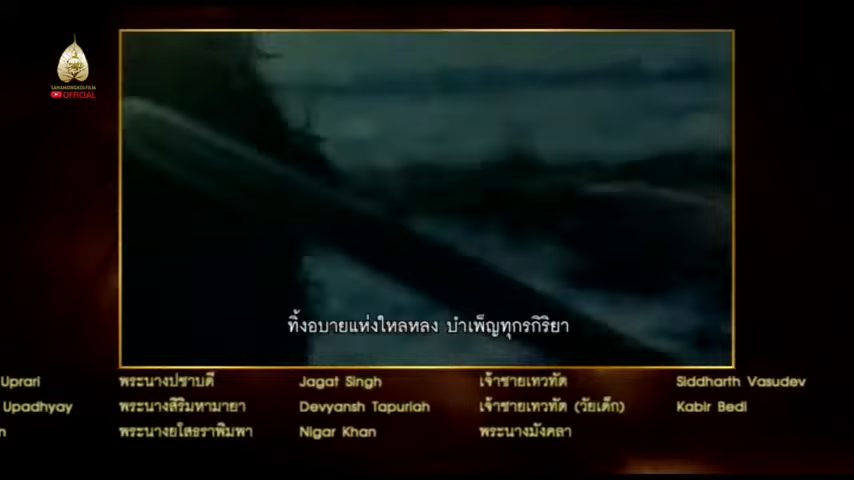 SAHAMONGKOLFILM
OFFICIAL
ทิ้งอบายแห่งใหลหลง บำเพ็ญทุกรกิริยา
Uprari พระนางปชาบดี Jagat Singh เจ้าชายเทวทัต Siddharth Vasudev
Upadhyay พระนางสิริมหามายา Devyansh Tapuriah เจ้าชายเทวทัต (วัยเด็ก) Kabir Bedi
n พระนางยโสธราพิมพา Nigar Khan พระนางมังคลา